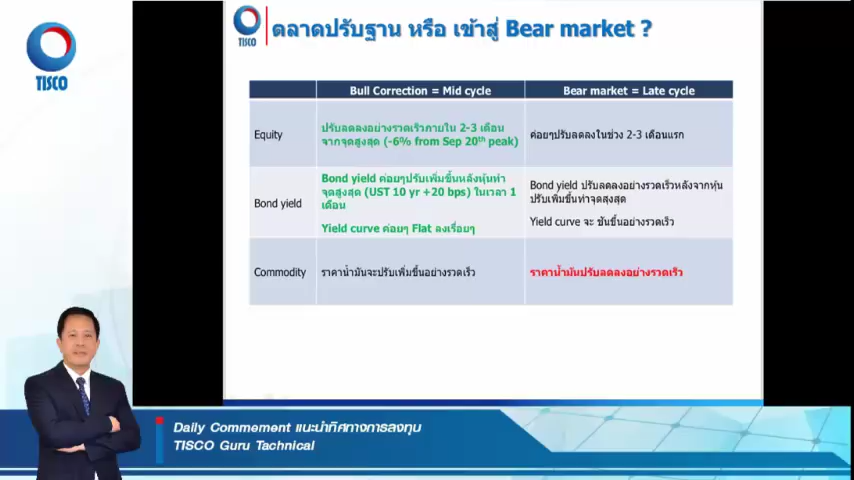 TISCO
TISCO
ตลาดปรับฐาน หรือ เข้าสู่ Bear market ?
Bull Correction = Mid cycle
Bear market = Late cycle
Equity
ปรับลดลงอย่างรวดเร็วภายใน 2-3 เดือน
จากจุดสูงสุด (-6% from Sep 20th peak)
ค่อยๆปรับลดลงในช่วง 2-3 เดือนแรก
Bond yield
Bond yield ค่อยๆปรับเพิ่มขึ้นหลังหุ้นทำ
จุดสูงสุด (UST 10 yr +20 bps) ในเวลา 1
เดือน
Yield curve ค่อยๆ Flat ลงเรื่อยๆ
Bond yield ปรับลดลงอย่างรวดเร็วหลังจากหุ้น
ปรับเพิ่มขึ้นทำจุดสูงสุด
Yield curve จะ ชันขึ้นอย่างรวดเร็ว
Commodity
ราคาน้ำมันจะปรับเพิ่มขึ้นอย่างรวดเร็ว
ราคาน้ำมันปรับลดลงอย่างรวดเร็ว
Daily Commement แนะนำทิศทางการลงทุน
TISCO Guru Tachnical